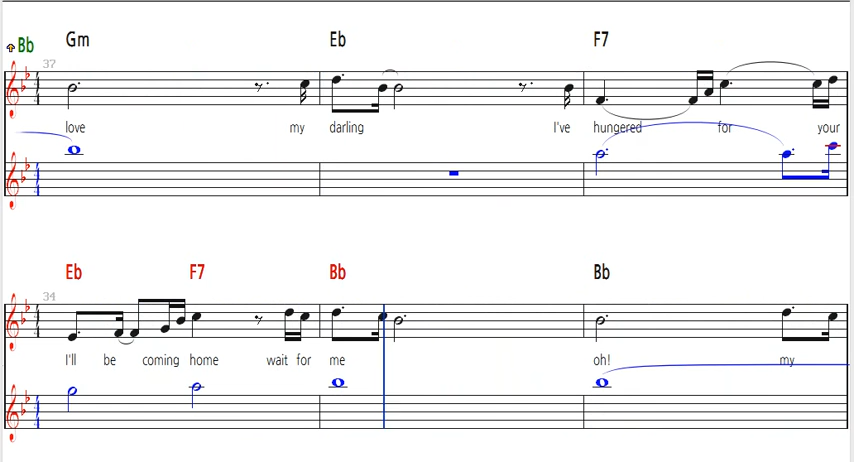 Bb Gm Eb F7
37
love my darling I've hungered for your
Eb F7 Bb Bb
34
I'll be coming home wait for me oh! my